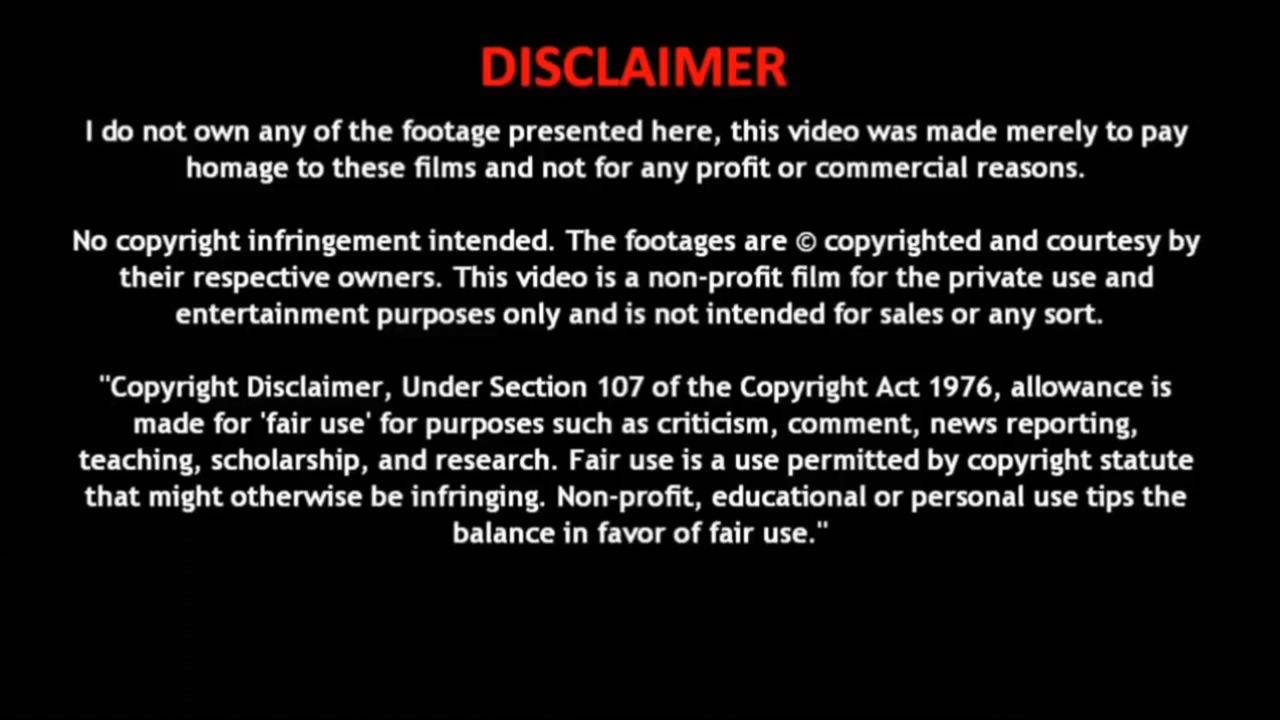 DISCLAIMER
I do not own any of the footage presented here, this video was made merely to pay
homage to these films and not for any profit or commercial reasons.
No copyright infringement intended. The footages are © copyrighted and courtesy by
their respective owners. This video is a non-profit film for the private use and
entertainment purposes only and is not intended for sales or any sort.
"Copyright Disclaimer, Under Section 107 of the Copyright Act 1976, allowance is
made for 'fair use' for purposes such as criticism, comment, news reporting,
teaching, scholarship, and research. Fair use is a use permitted by copyright statute
that might otherwise be infringing. Non-profit, educational or personal use tips the
balance in favor of fair use."